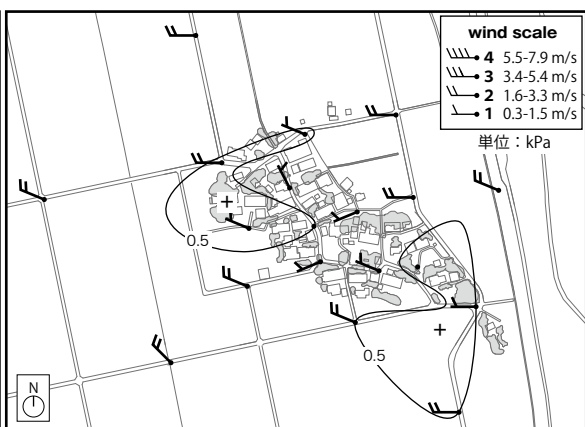 wind scale
4 5.5-7.9 m/s
3 3.4-5.4 m/s
2 1.6-3.3 m/s
1 0.3-1.5 m/s
単位：kPa
+
0.5
+
0.5
N